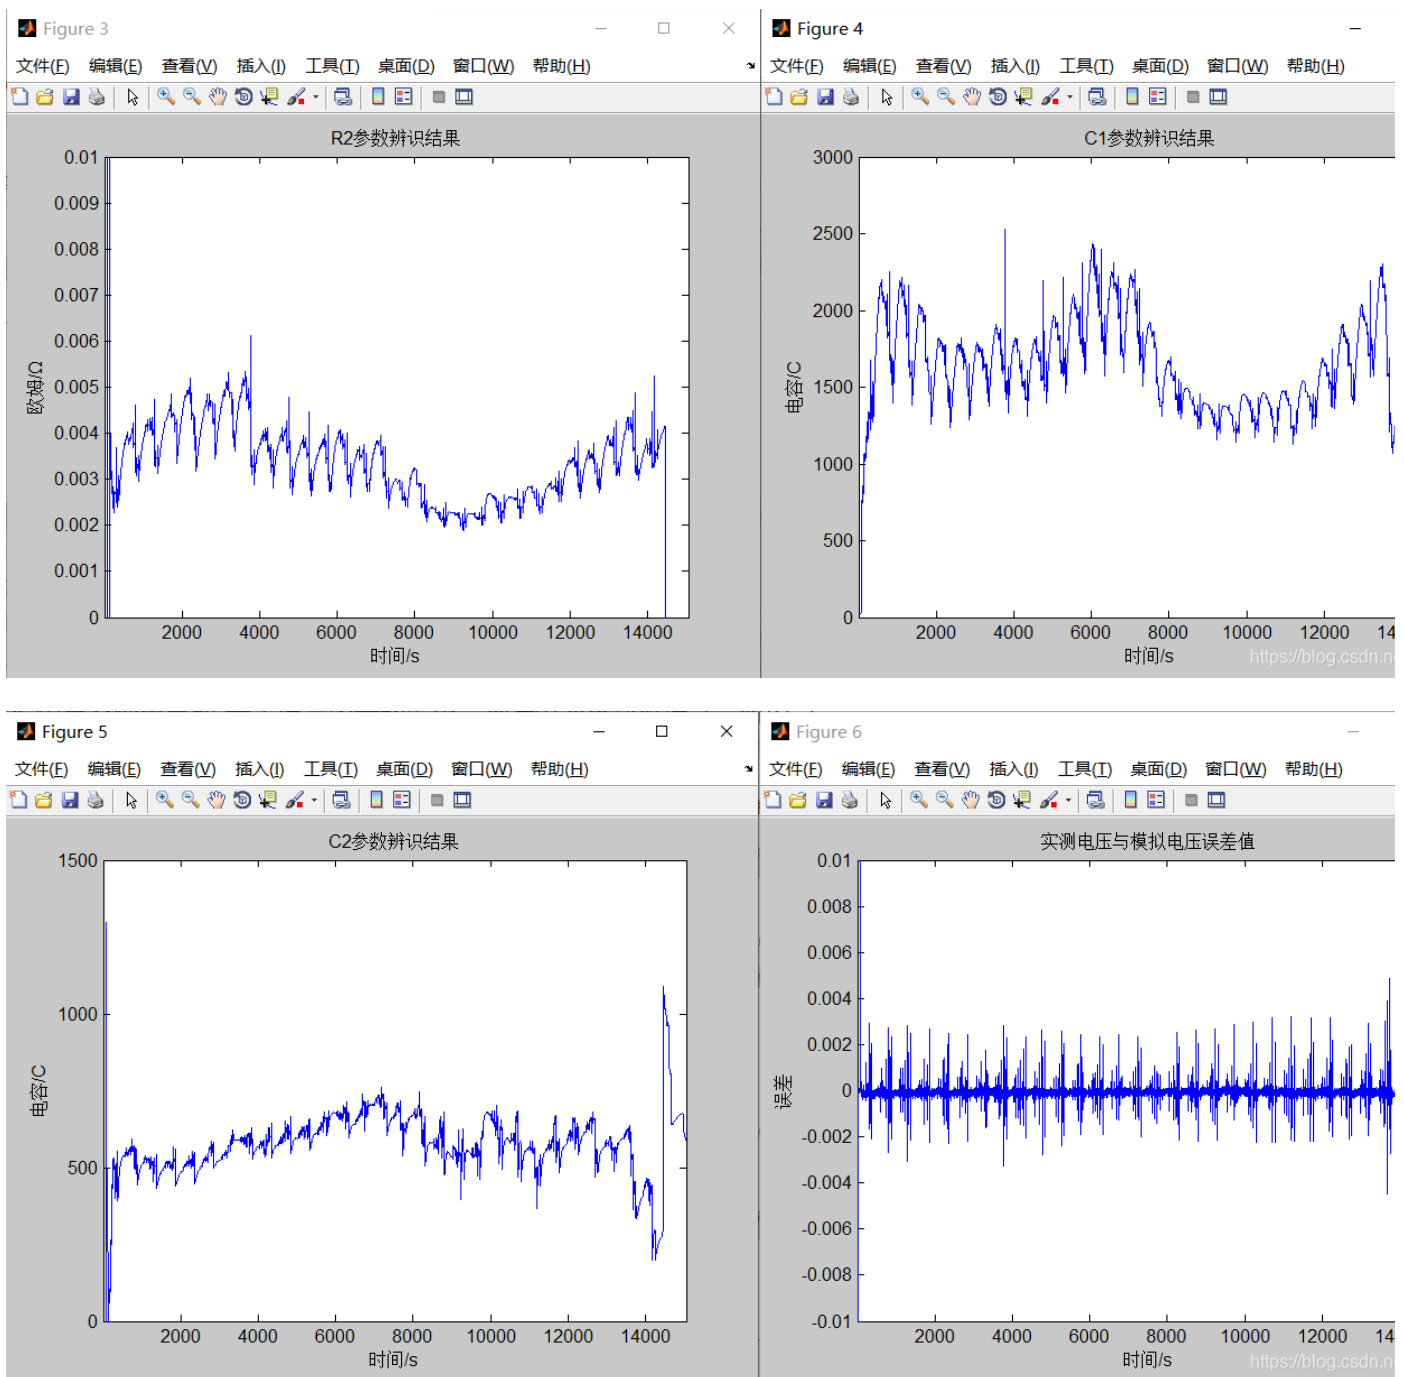 Figure 3
文件(F) 编辑(E) 查看(V) 插入(I) 工具(T) 桌面(D) 窗口(W) 帮助(H)
R2参数辨识结果
0.01
0.009
0.008
0.007
0.006
0.005
0.004
0.003
0.002
0.001
0
欧姆/Ω
2000 4000 6000 8000 10000 12000 14000
时间/s
Figure 4
文件(F) 编辑(E) 查看(V) 插入(I) 工具(T) 桌面(D) 窗口(W) 帮助(H)
C1参数辨识结果
3000
2500
2000
1500
1000
500
0
电容/C
2000 4000 6000 8000 10000 12000 14
时间/s
https://blog.csdn.ne
Figure 5
文件(F) 编辑(E) 查看(V) 插入(I) 工具(T) 桌面(D) 窗口(W) 帮助(H)
C2参数辨识结果
1500
1000
500
0
电容/C
2000 4000 6000 8000 10000 12000 14000
时间/s
Figure 6
文件(F) 编辑(E) 查看(V) 插入(I) 工具(T) 桌面(D) 窗口(W) 帮助(H)
实测电压与模拟电压误差值
0.01
0.008
0.006
0.004
0.002
0
-0.002
-0.004
-0.006
-0.008
-0.01
误差
2000 4000 6000 8000 10000 12000 14
时间/s
https://blog.csdn.ne